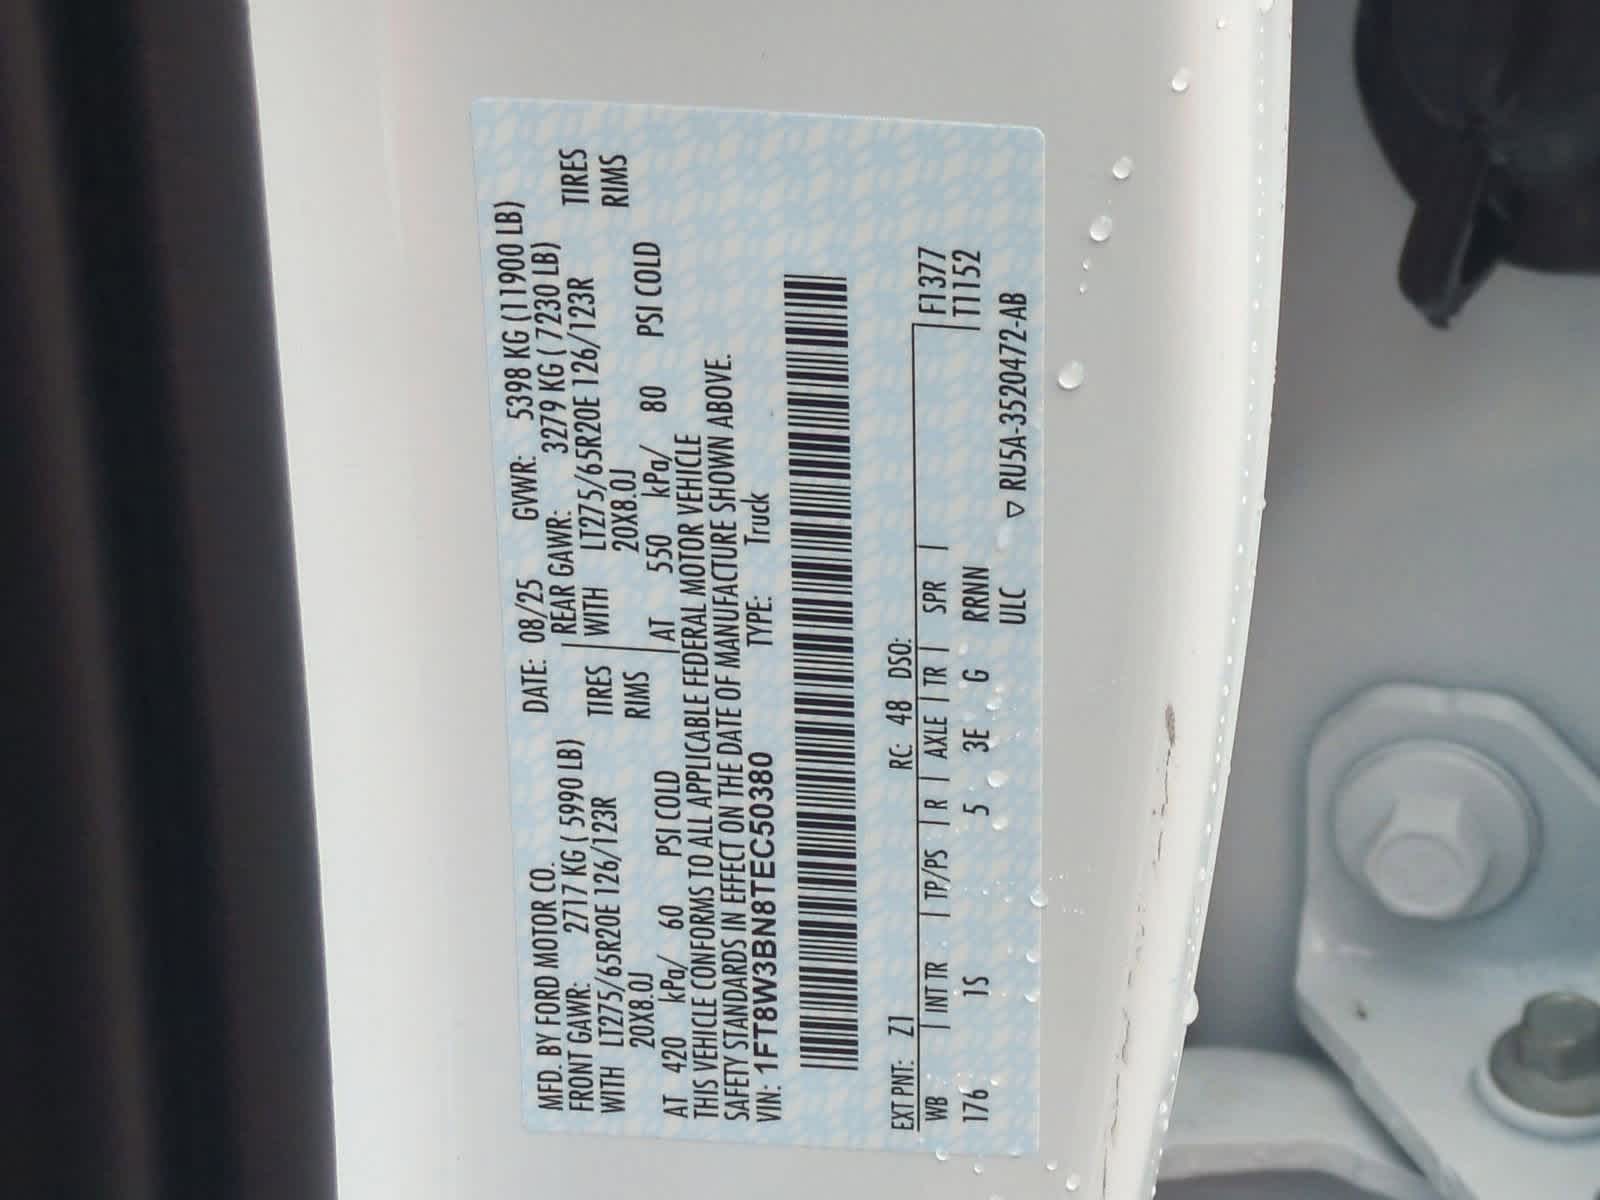 MFD. BY FORD MOTOR CO. DATE: 08/25 GVWR: 5398 KG (11900 LB)
FRONT GAWR: 2717 KG ( 5990 LB) REAR GAWR: 3279 KG ( 7230 LB)
WITH LT275/65R20E 126/123R TIRES WITH LT275/65R20E 126/123R TIRES
20X8.0J RIMS 20X8.0J RIMS
AT 420 kPa/ 60 PSI COLD AT 550 kPa/ 80 PSI COLD
THIS VEHICLE CONFORMS TO ALL APPLICABLE FEDERAL MOTOR VEHICLE
SAFETY STANDARDS IN EFFECT ON THE DATE OF MANUFACTURE SHOWN ABOVE.
VIN: 1FT8W3BN8TEC50380 TYPE: Truck
EXT PNT: Z1 RC: 48 DSO:
WB INT TR TP/PS R AXLE TR SPR F1377
176 1S 5 3E G RRNN T1152
ULC ▽ RU5A-3520472-AB